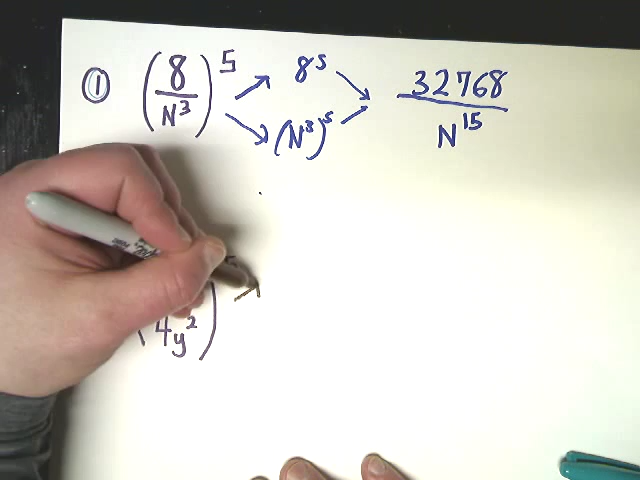 ① (8/N³)⁵ ↗ 8⁵ ↘ 32768/N¹⁵
↘ (N³)⁵ ↗
4y²) ↗